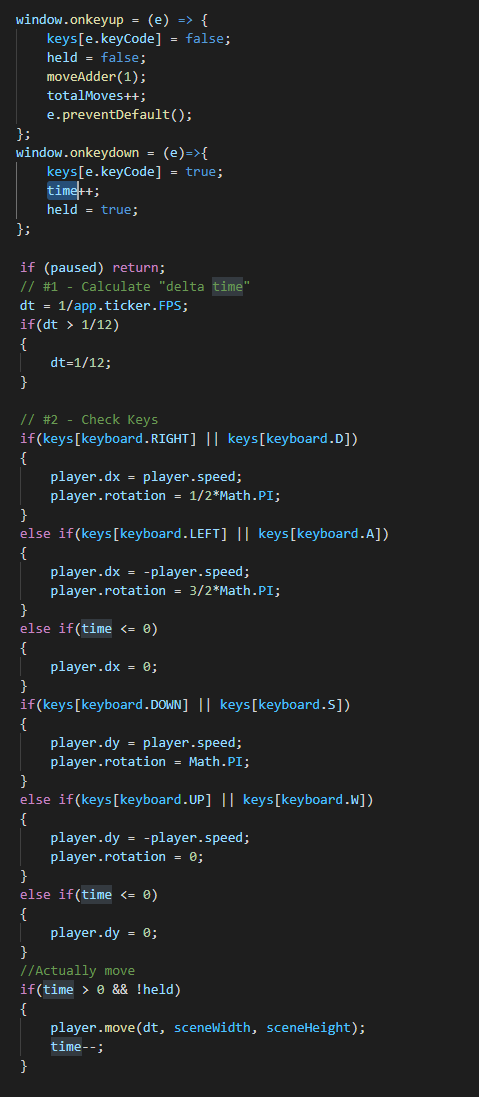 window.onkeyup = (e) => {
    keys[e.keyCode] = false;
    held = false;
    moveAdder(1);
    totalMoves++;
    e.preventDefault();
};
window.onkeydown = (e)=>{
    keys[e.keyCode] = true;
    time++;
    held = true;
};
if (paused) return;
// #1 - Calculate "delta time"
dt = 1/app.ticker.FPS;
if(dt > 1/12)
{
    dt=1/12;
}
// #2 - Check Keys
if(keys[keyboard.RIGHT] || keys[keyboard.D])
{
    player.dx = player.speed;
    player.rotation = 1/2*Math.PI;
}
else if(keys[keyboard.LEFT] || keys[keyboard.A])
{
    player.dx = -player.speed;
    player.rotation = 3/2*Math.PI;
}
else if(time <= 0)
{
    player.dx = 0;
}
if(keys[keyboard.DOWN] || keys[keyboard.S])
{
    player.dy = player.speed;
    player.rotation = Math.PI;
}
else if(keys[keyboard.UP] || keys[keyboard.W])
{
    player.dy = -player.speed;
    player.rotation = 0;
}
else if(time <= 0)
{
    player.dy = 0;
}
//Actually move
if(time > 0 && !held)
{
    player.move(dt, sceneWidth, sceneHeight);
    time--;
}